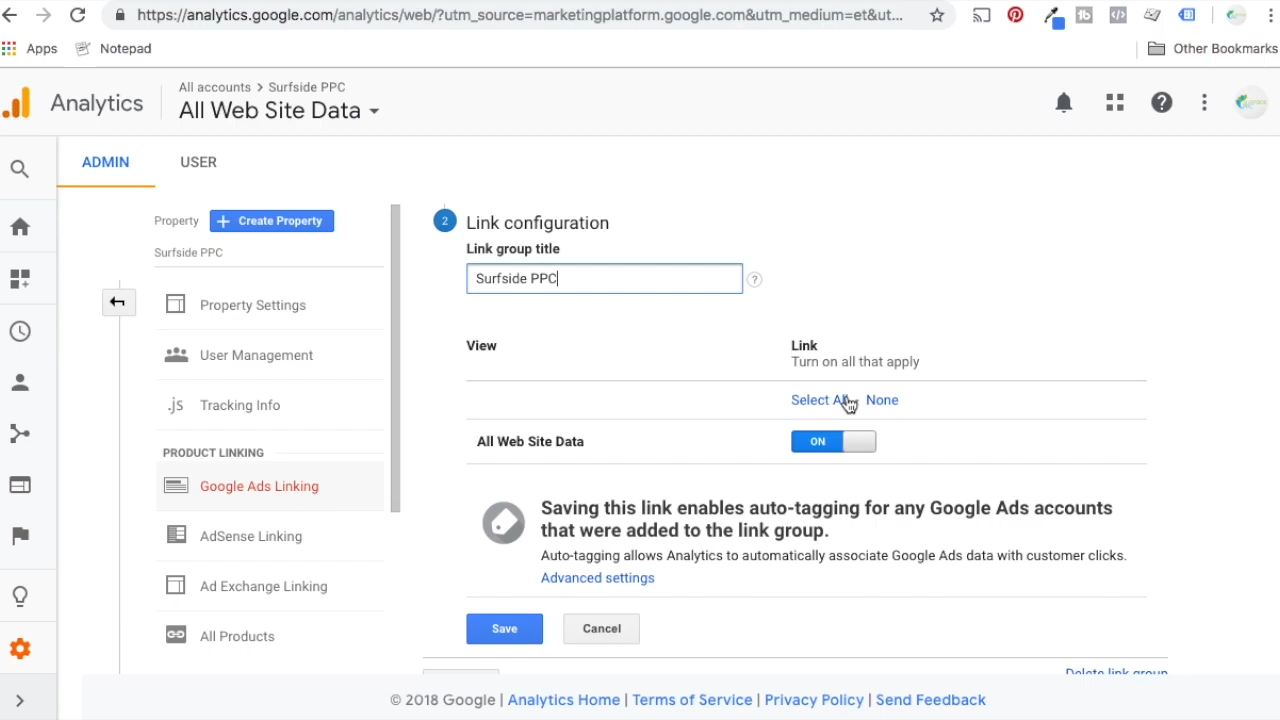 https://analytics.google.com/analytics/web/?utm_source=marketingplatform.google.com&utm_medium=et&ut...
Apps
Notepad
Other Bookmarks
Analytics
All accounts > Surfside PPC
All Web Site Data
ADMIN
USER
Property
+ Create Property
Surfside PPC
Property Settings
User Management
.js Tracking Info
PRODUCT LINKING
Google Ads Linking
AdSense Linking
Ad Exchange Linking
All Products
2 Link configuration
Link group title
Surfside PPC
?
View
Link
Turn on all that apply
Select All
None
All Web Site Data
ON
Saving this link enables auto-tagging for any Google Ads accounts
that were added to the link group.
Auto-tagging allows Analytics to automatically associate Google Ads data with customer clicks.
Advanced settings
Save
Cancel
Delete link group
© 2018 Google | Analytics Home | Terms of Service | Privacy Policy | Send Feedback